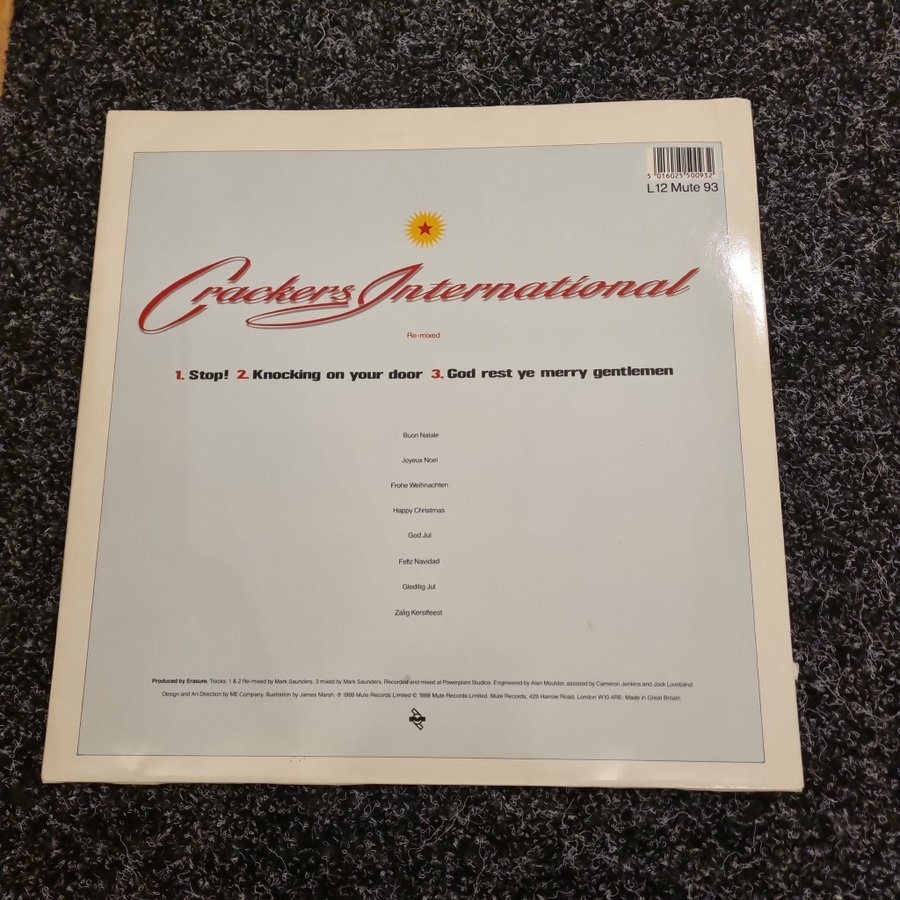 5 016025 500932
L12 Mute 93
Crackers International
Re-mixed
1. Stop! 2. Knocking on your door 3. God rest ye merry gentlemen
Buon Natale
Joyeux Noel
Frohe Weihnachten
Happy Christmas
God Jul
Feliz Navidad
Gledilig Jul
Zalig Kerstfeest
Produced by Erasure. Tracks; 1 & 2 Re-mixed by Mark Saunders. 3 mixed by Mark Saunders. Recorded and mixed at Powerplant Studios. Engineered by Alan Moulder, assisted by Cameron Jenkins and Jock Loveband.
Design and Art Direction by ME Company. Illustration by James Marsh. ℗ 1988 Mute Records Limited © 1988 Mute Records Limited. Mute Records, 429 Harrow Road, London W10 4RE. Made in Great Britain